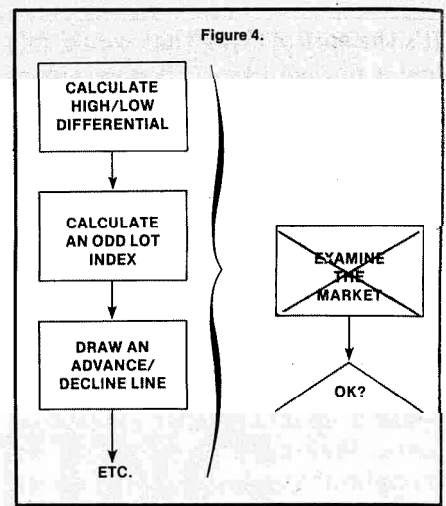 Figure 4.
CALCULATE
HIGH/LOW
DIFFERENTIAL
CALCULATE
AN ODD LOT
INDEX
DRAW AN
ADVANCE/
DECLINE LINE
ETC.
EXAMINE
THE
MARKET
OK?